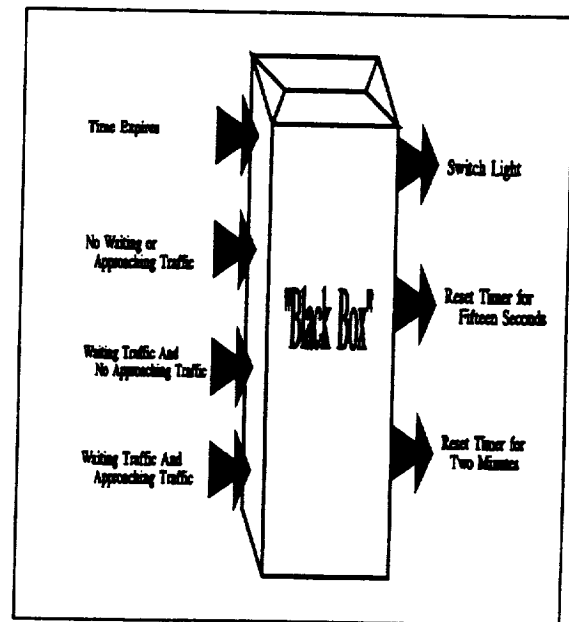 Time Expires
No Waiting or
Approaching Traffic
Waiting Traffic And
No Approaching Traffic
Waiting Traffic And
Approaching Traffic
"Black Box"
Switch Light
Reset Timer for
Fifteen Seconds
Reset Timer for
Two Minutes